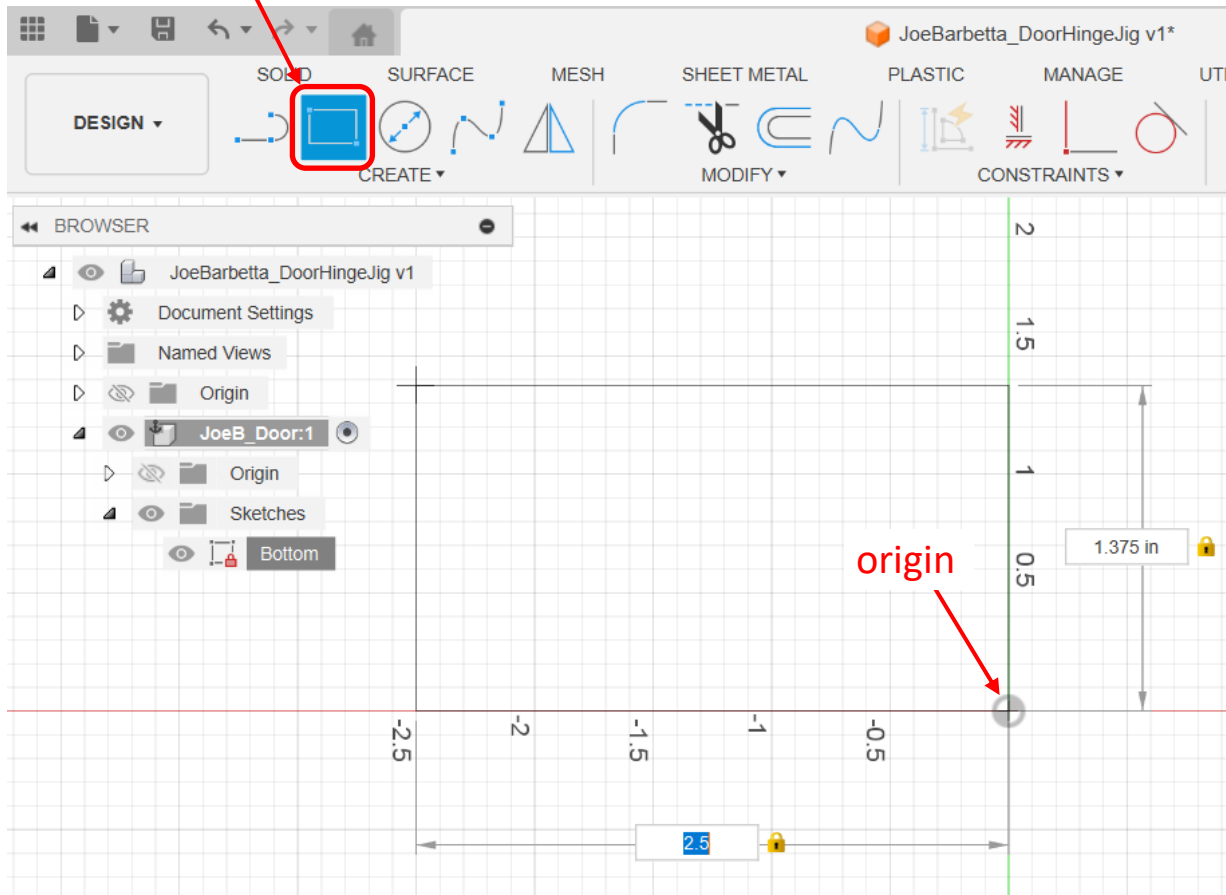 JoeBarbetta_DoorHingeJig v1*
SOLID SURFACE MESH SHEET METAL PLASTIC MANAGE UTI
DESIGN
CREATE MODIFY CONSTRAINTS
BROWSER
JoeBarbetta_DoorHingeJig v1
Document Settings
Named Views
Origin
JoeB_Door:1
Origin
Sketches
Bottom
2
1.5
1
0.5
1.375 in
origin
-2.5 -2 -1.5 -1 -0.5
2.5